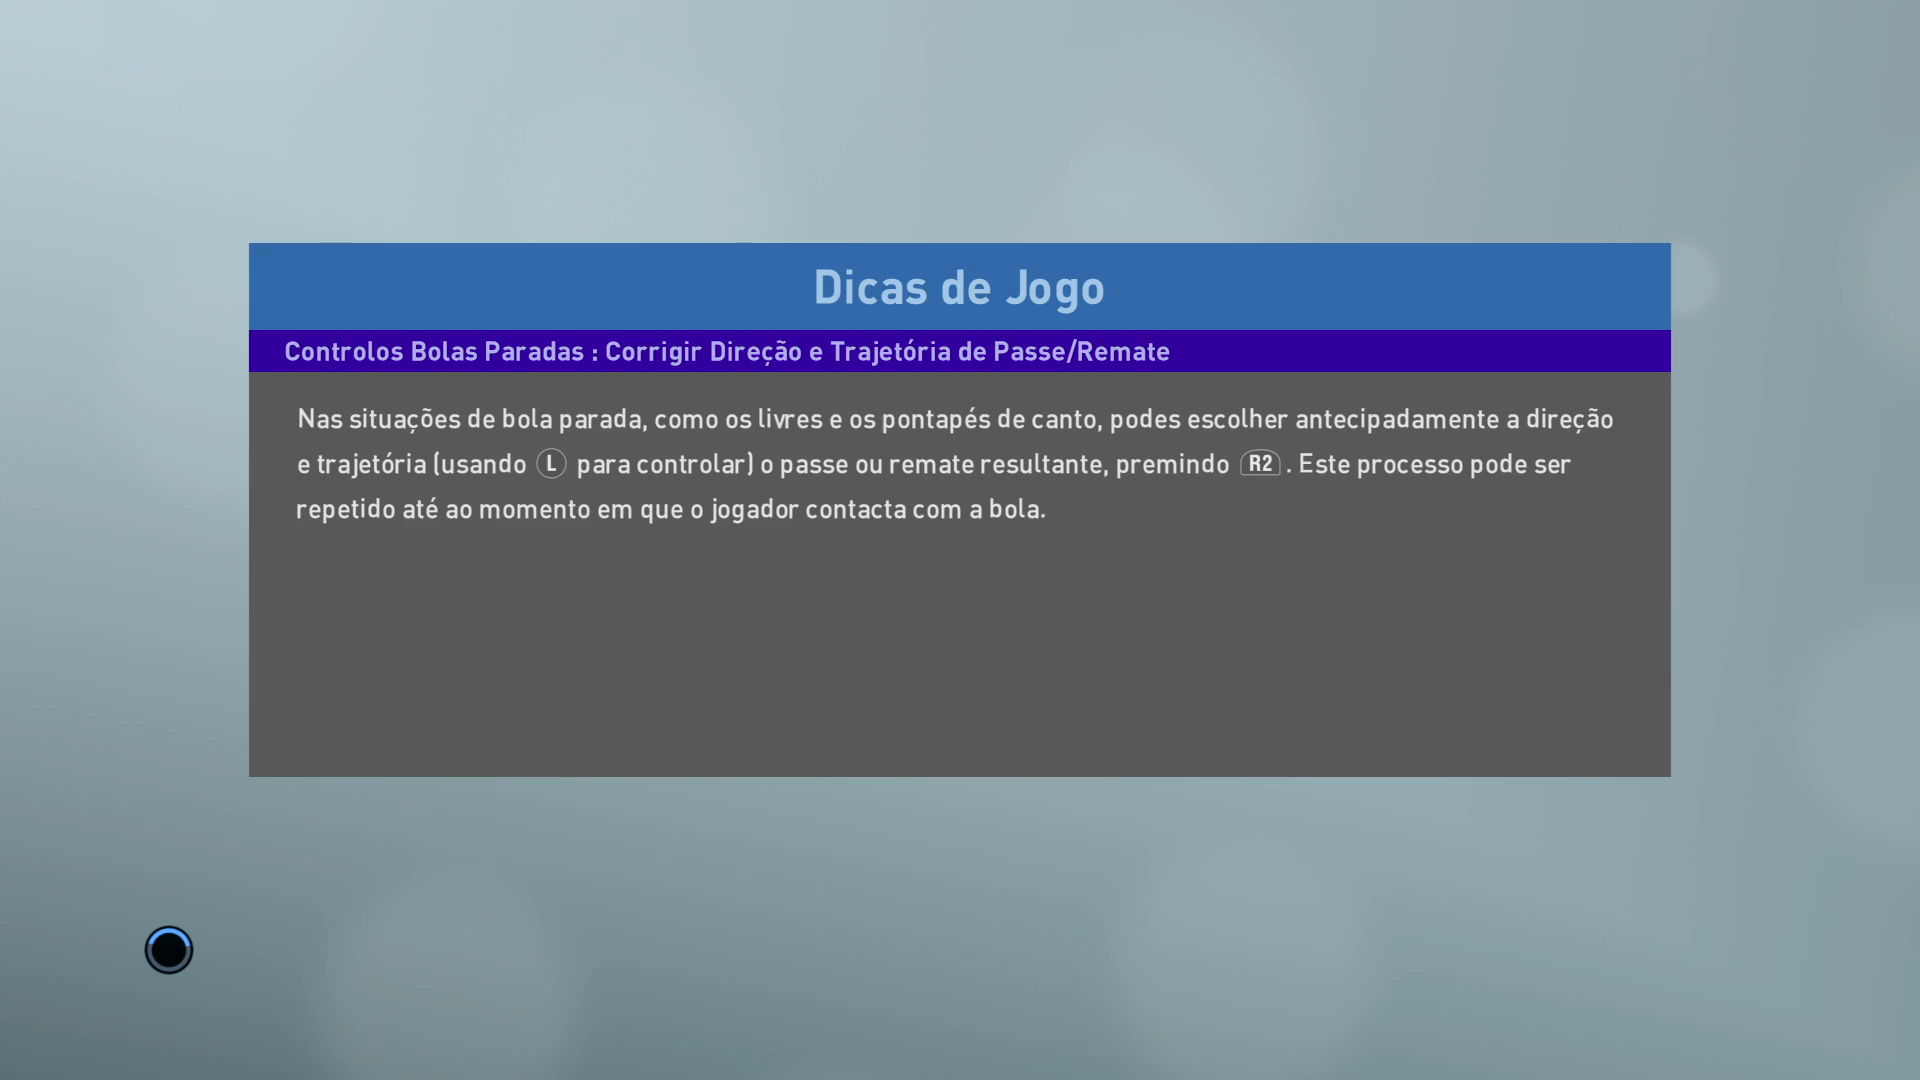 Dicas de Jogo
Controlos Bolas Paradas : Corrigir Direção e Trajetória de Passe/Remate
Nas situações de bola parada, como os livres e os pontapés de canto, podes escolher antecipadamente a direção
e trajetória (usando L para controlar) o passe ou remate resultante, premindo R2. Este processo pode ser
repetido até ao momento em que o jogador contacta com a bola.